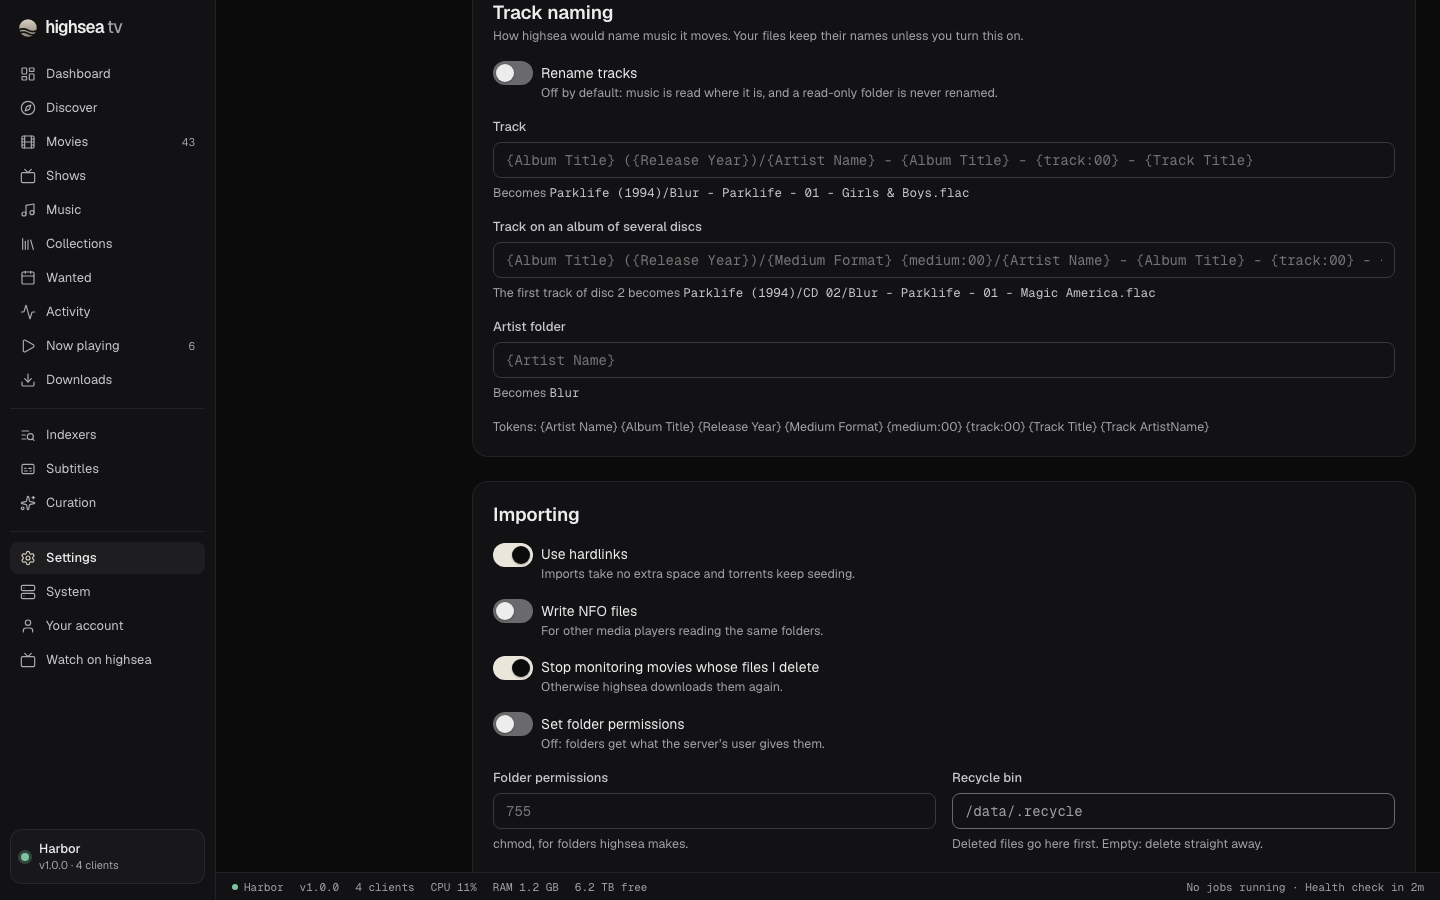 highsea tv
Dashboard
Discover
Movies 43
Shows
Music
Collections
Wanted
Activity
Now playing 6
Downloads
Indexers
Subtitles
Curation
Settings
System
Your account
Watch on highsea
Harbor
v1.0.0 · 4 clients
Track naming
How highsea would name music it moves. Your files keep their names unless you turn this on.
Rename tracks
Off by default: music is read where it is, and a read-only folder is never renamed.
Track
{Album Title} ({Release Year})/{Artist Name} - {Album Title} - {track:00} - {Track Title}
Becomes Parklife (1994)/Blur - Parklife - 01 - Girls & Boys.flac
Track on an album of several discs
{Album Title} ({Release Year})/{Medium Format} {medium:00}/{Artist Name} - {Album Title} - {track:00} -
The first track of disc 2 becomes Parklife (1994)/CD 02/Blur - Parklife - 01 - Magic America.flac
Artist folder
{Artist Name}
Becomes Blur
Tokens: {Artist Name} {Album Title} {Release Year} {Medium Format} {medium:00} {track:00} {Track Title} {Track ArtistName}
Importing
Use hardlinks
Imports take no extra space and torrents keep seeding.
Write NFO files
For other media players reading the same folders.
Stop monitoring movies whose files I delete
Otherwise highsea downloads them again.
Set folder permissions
Off: folders get what the server's user gives them.
Folder permissions
755
chmod, for folders highsea makes.
Recycle bin
/data/.recycle
Deleted files go here first. Empty: delete straight away.
Harbor v1.0.0 4 clients CPU 11% RAM 1.2 GB 6.2 TB free
No jobs running · Health check in 2m